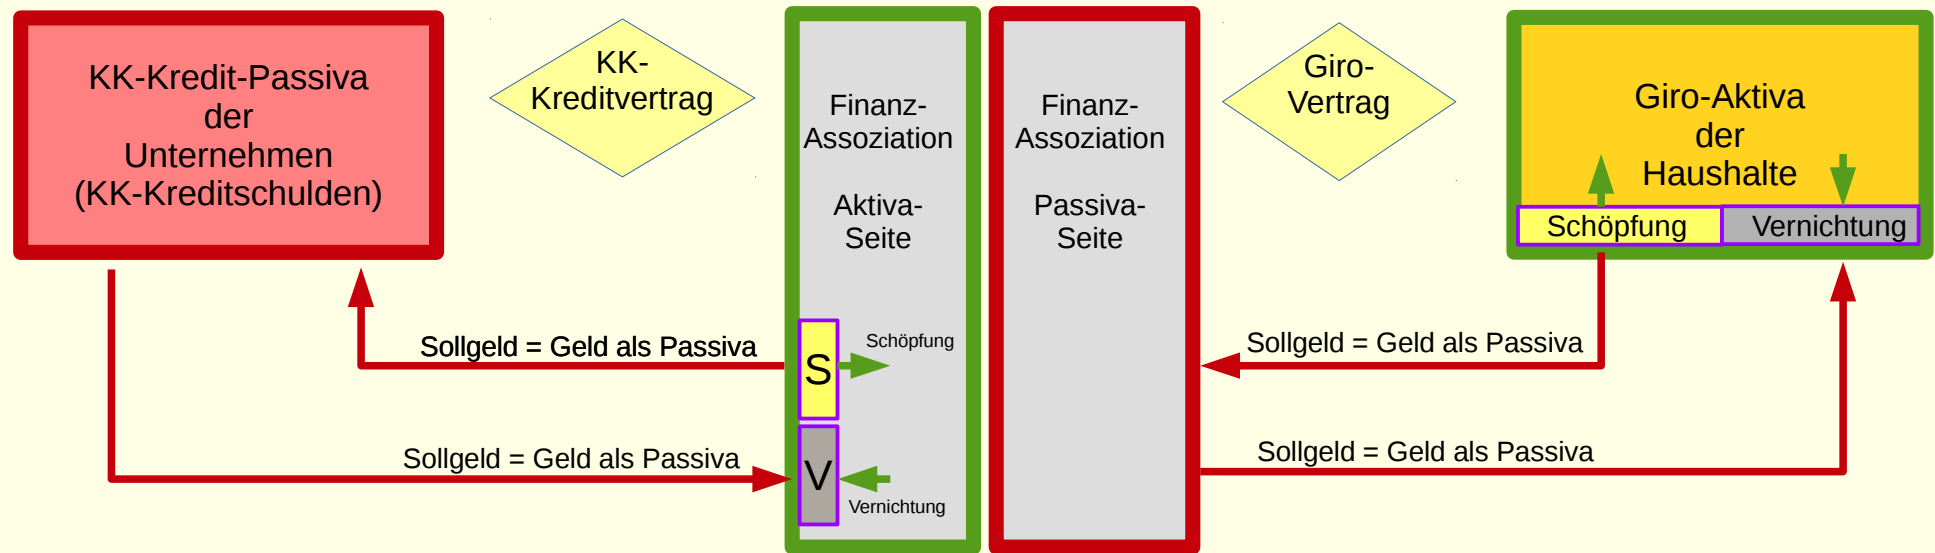 KK-Kredit-Passiva
der
Unternehmen
(KK-Kreditschulden)
KK-
Kreditvertrag
Finanz-
Assoziation
Aktiva-
Seite
Finanz-
Assoziation
Passiva-
Seite
Giro-
Vertrag
Giro-Aktiva
der
Haushalte
Schöpfung
Vernichtung
Sollgeld = Geld als Passiva
S
Schöpfung
Sollgeld = Geld als Passiva
Sollgeld = Geld als Passiva
V
Vernichtung
Sollgeld = Geld als Passiva